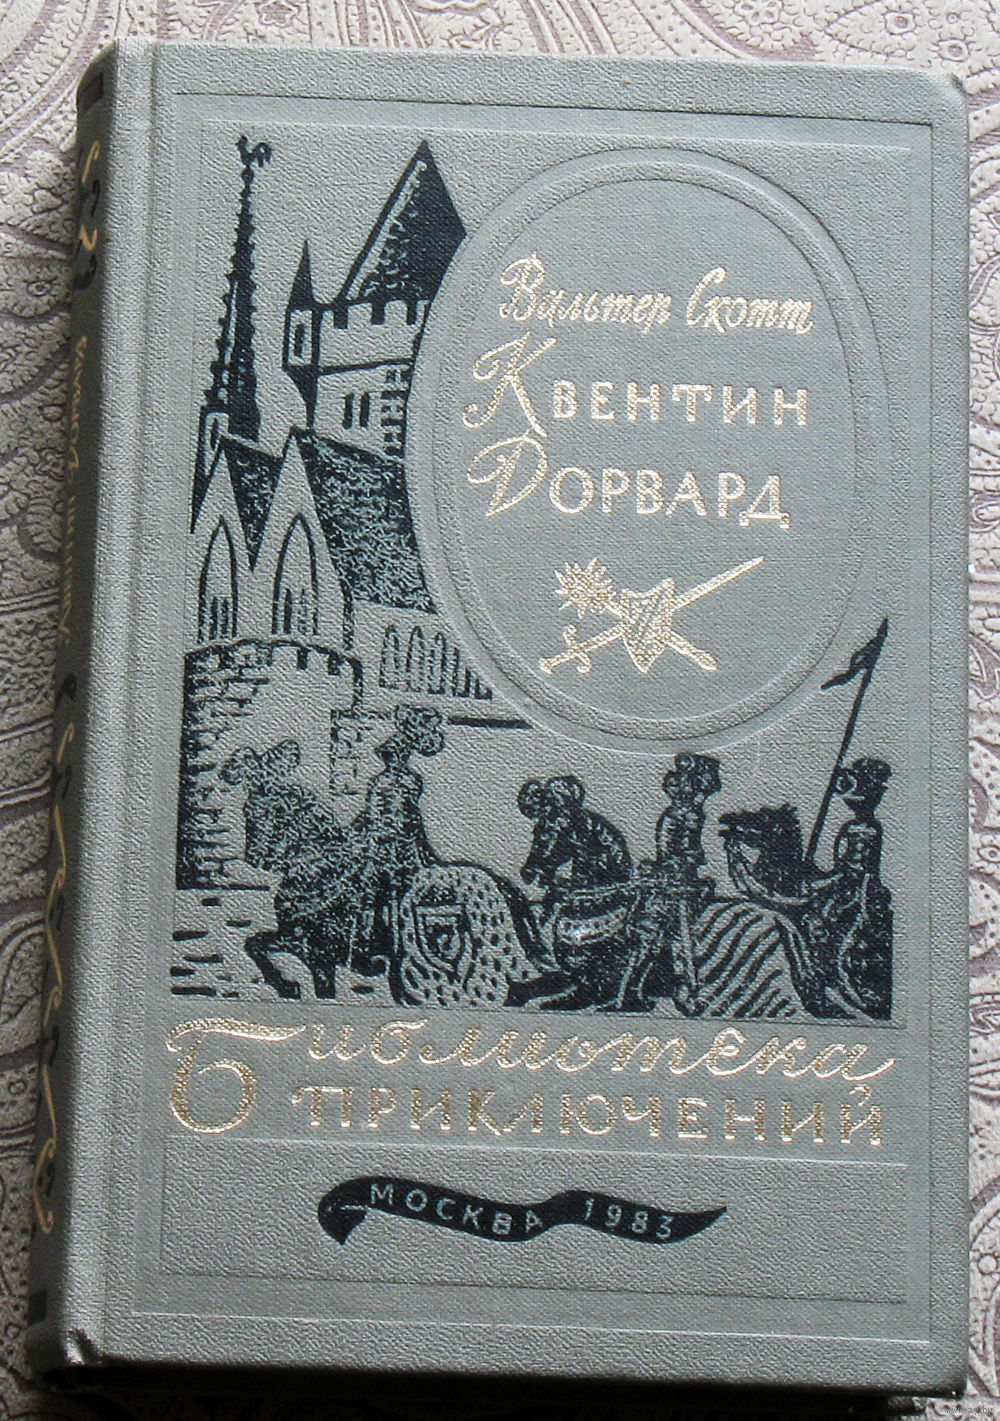 Вальтер Скотт
Квентин
Дорвард
Библиотека
приключений
Москва 1983